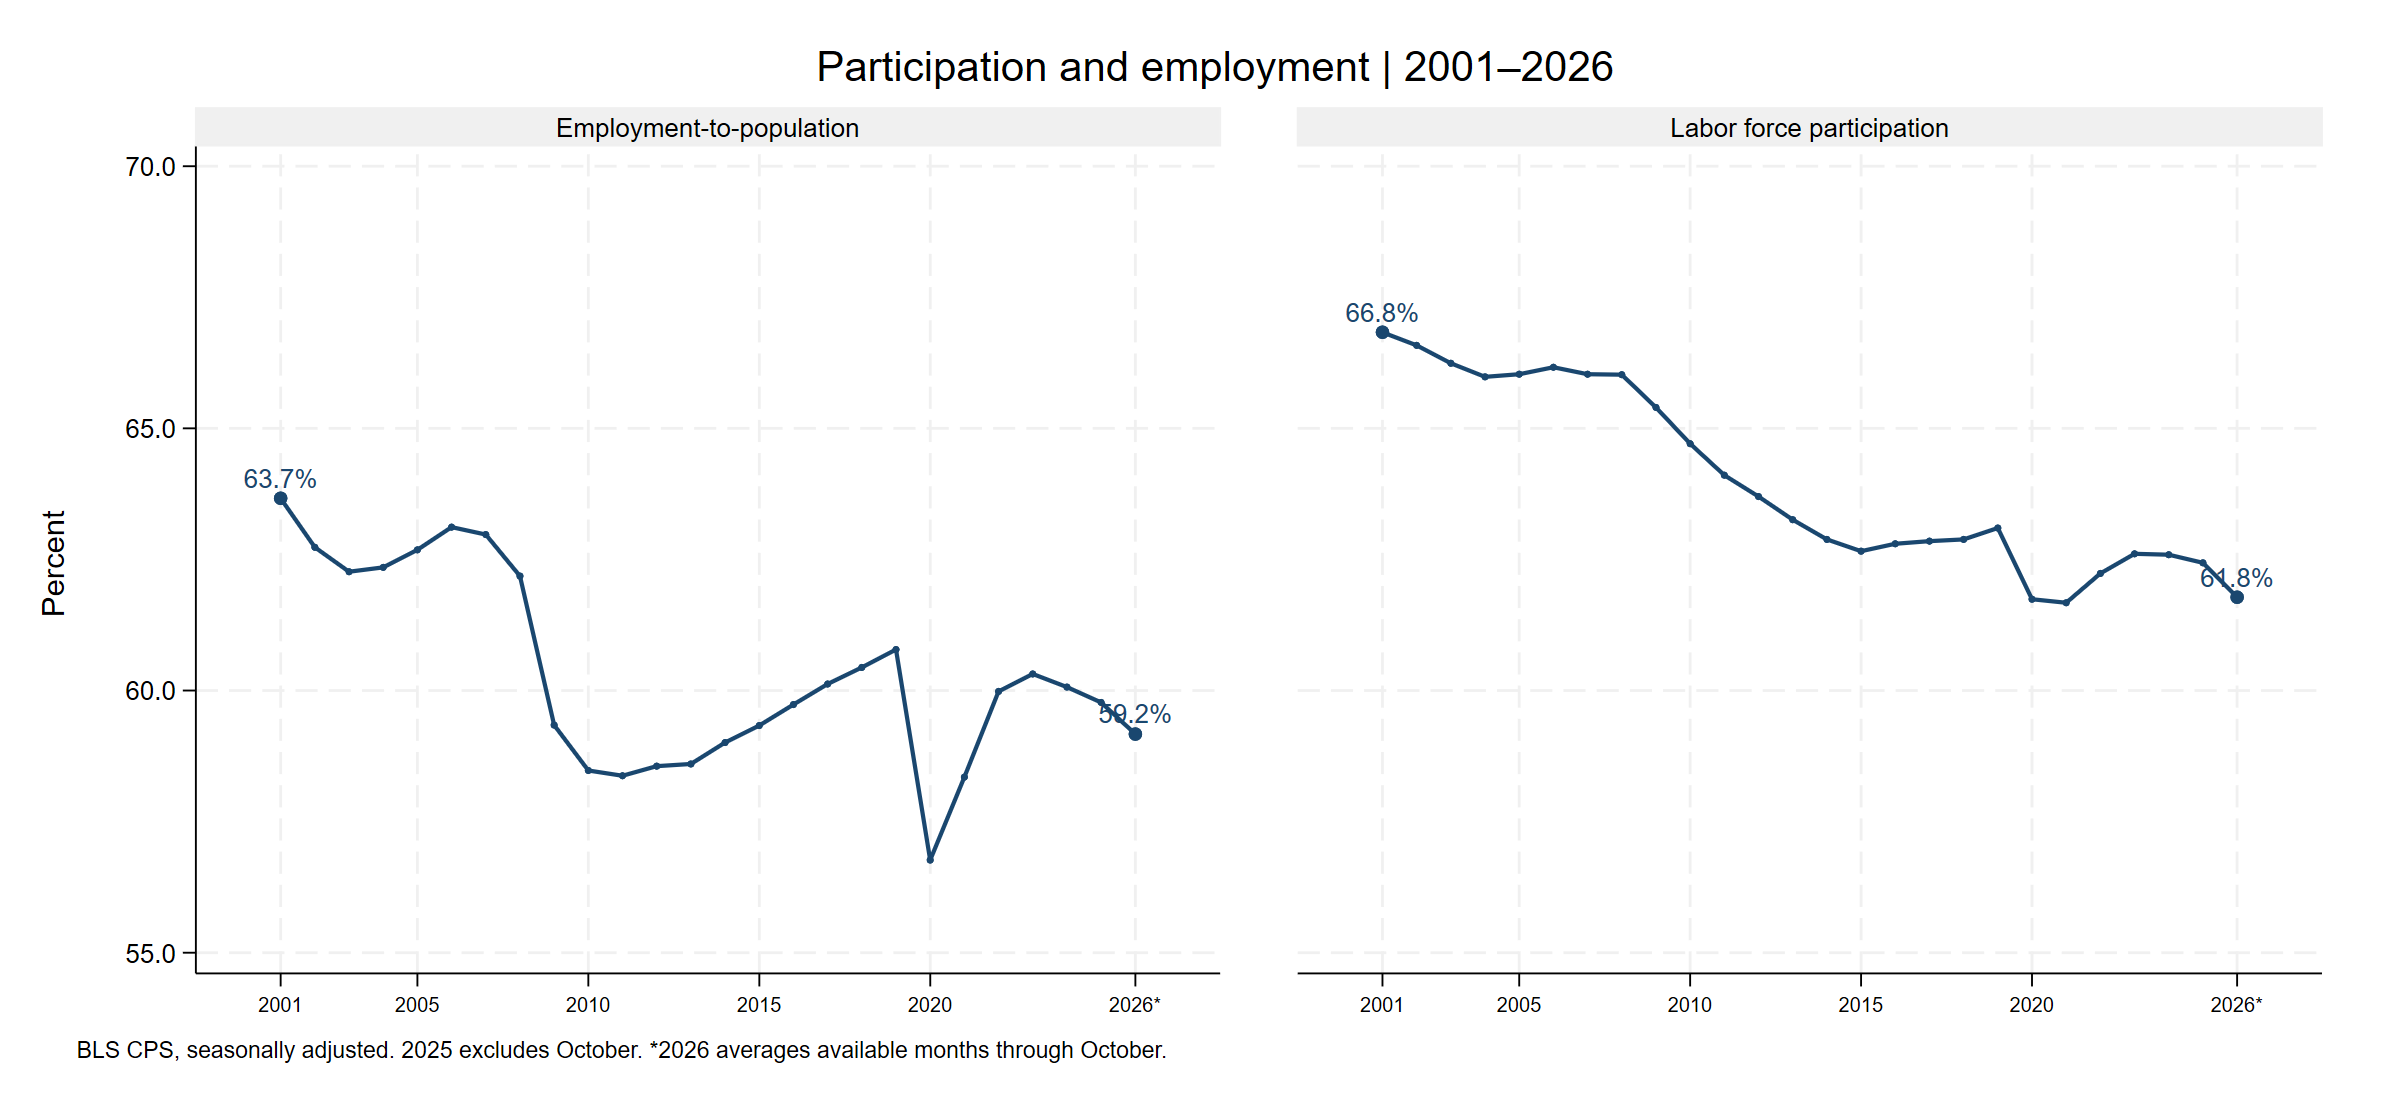 Participation and employment | 2001–2026
Employment-to-population
Labor force participation
Percent
70.0
65.0
60.0
55.0
63.7%
59.2%
66.8%
61.8%
2001 2005 2010 2015 2020 2026*
2001 2005 2010 2015 2020 2026*
BLS CPS, seasonally adjusted. 2025 excludes October. *2026 averages available months through October.